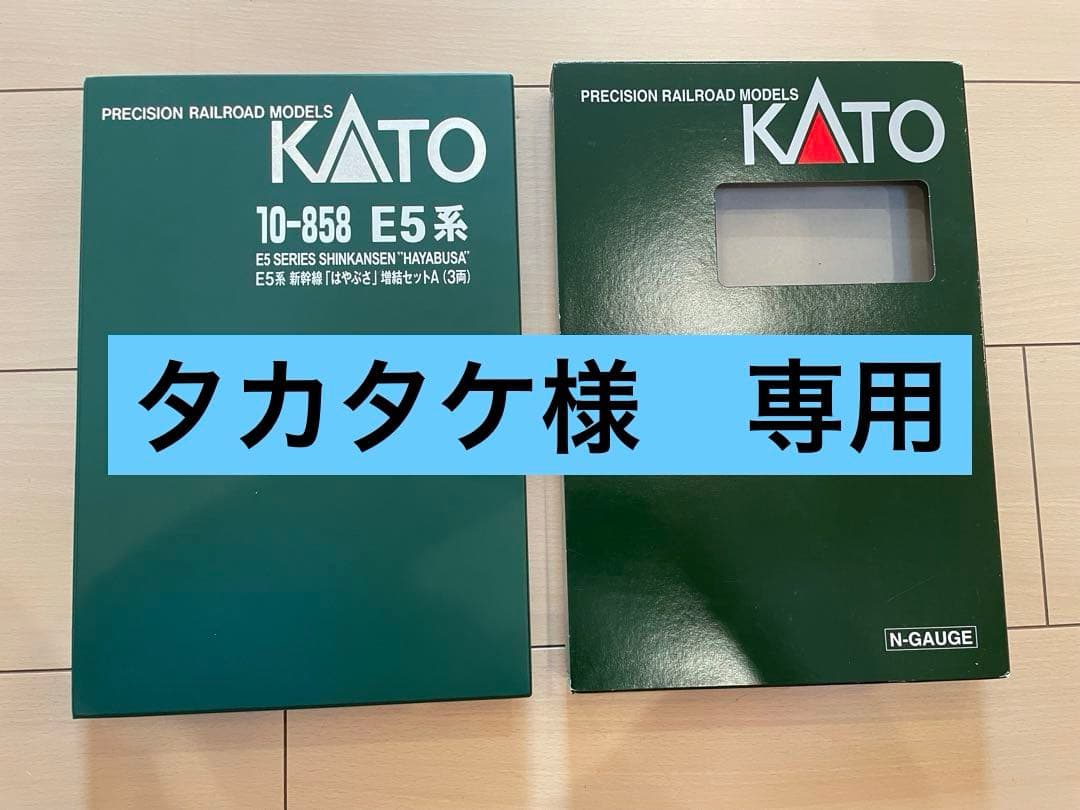 PRECISION RAILROAD MODELS
KATO
10-858 E5系
E5 SERIES SHINKANSEN "HAYABUSA"
E5系 新幹線「はやぶさ」増結セットA(3両)
PRECISION RAILROAD MODELS
KATO
タカタケ様　専用
N-GAUGE